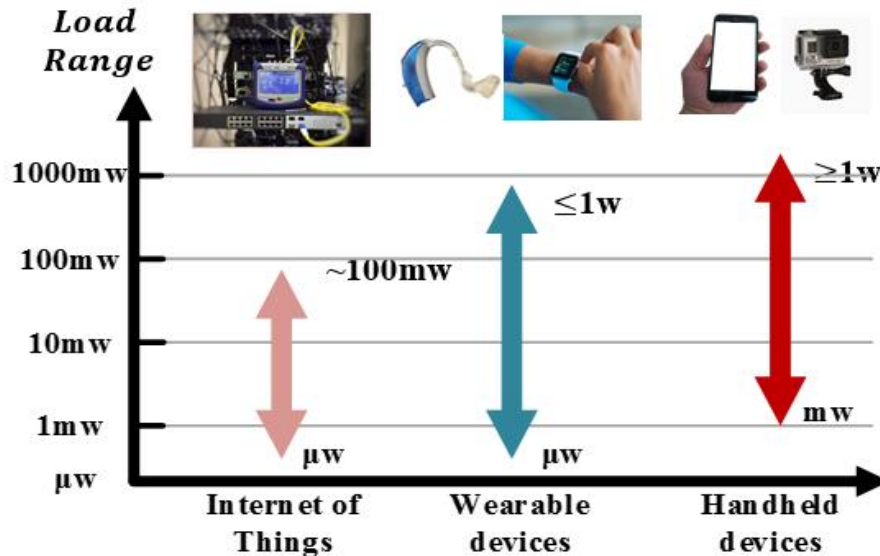 Load
Range
1000mw
≥1w
≤1w
100mw
~100mw
10mw
1mw
mw
μw
μw
μw
Internet of
Things
Wearable
devices
Handheld
devices